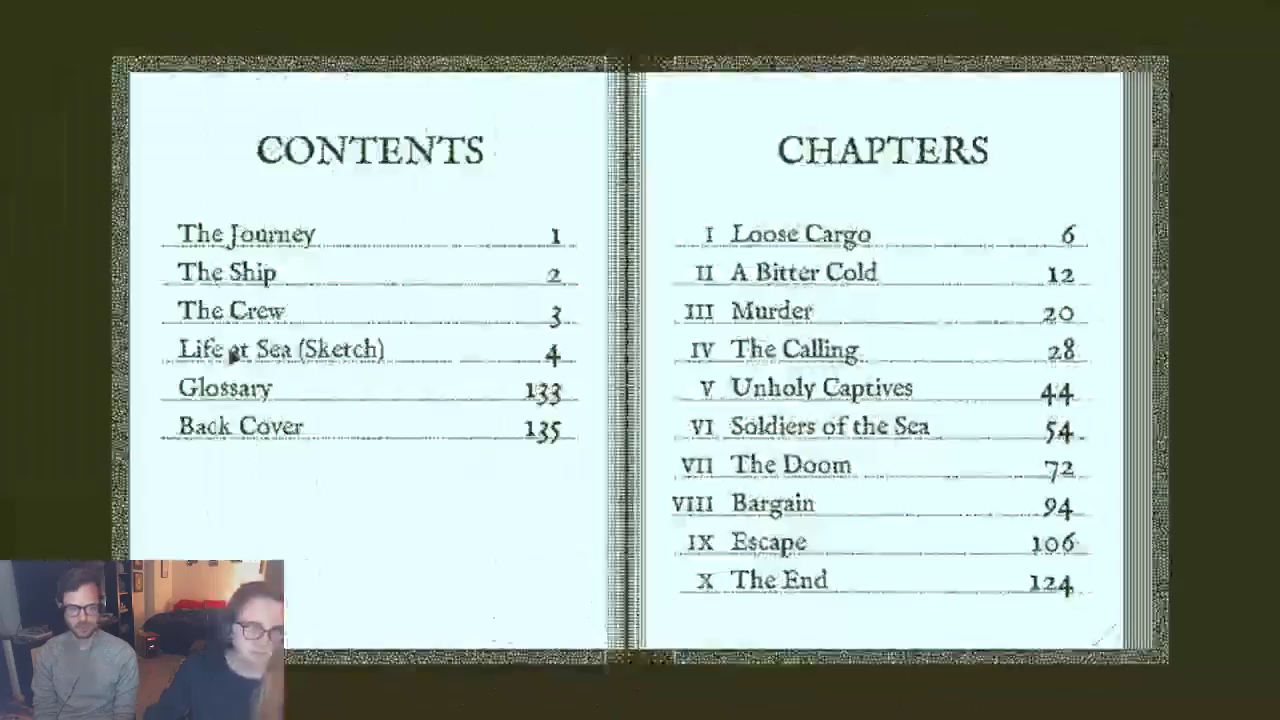 CONTENTS
The Journey 1
The Ship 2
The Crew 3
Life at Sea (Sketch) 4
Glossary 133
Back Cover 135
CHAPTERS
I Loose Cargo 6
II A Bitter Cold 12
III Murder 20
IV The Calling 28
V Unholy Captives 44
VI Soldiers of the Sea 54
VII The Doom 72
VIII Bargain 94
IX Escape 106
X The End 124